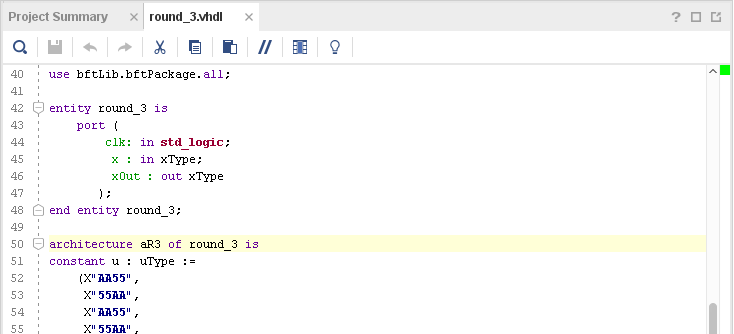 Project Summary × round_3.vhdl × ?
//
40 use bftLib.bftPackage.all;
41
42 entity round_3 is
43 port (
44 clk: in std_logic;
45 x : in xType;
46 xOut : out xType
47 );
48 end entity round_3;
49
50 architecture aR3 of round_3 is
51 constant u : uType :=
52 (X"AA55",
53 X"55AA",
54 X"AA55",
55 X"55AA",